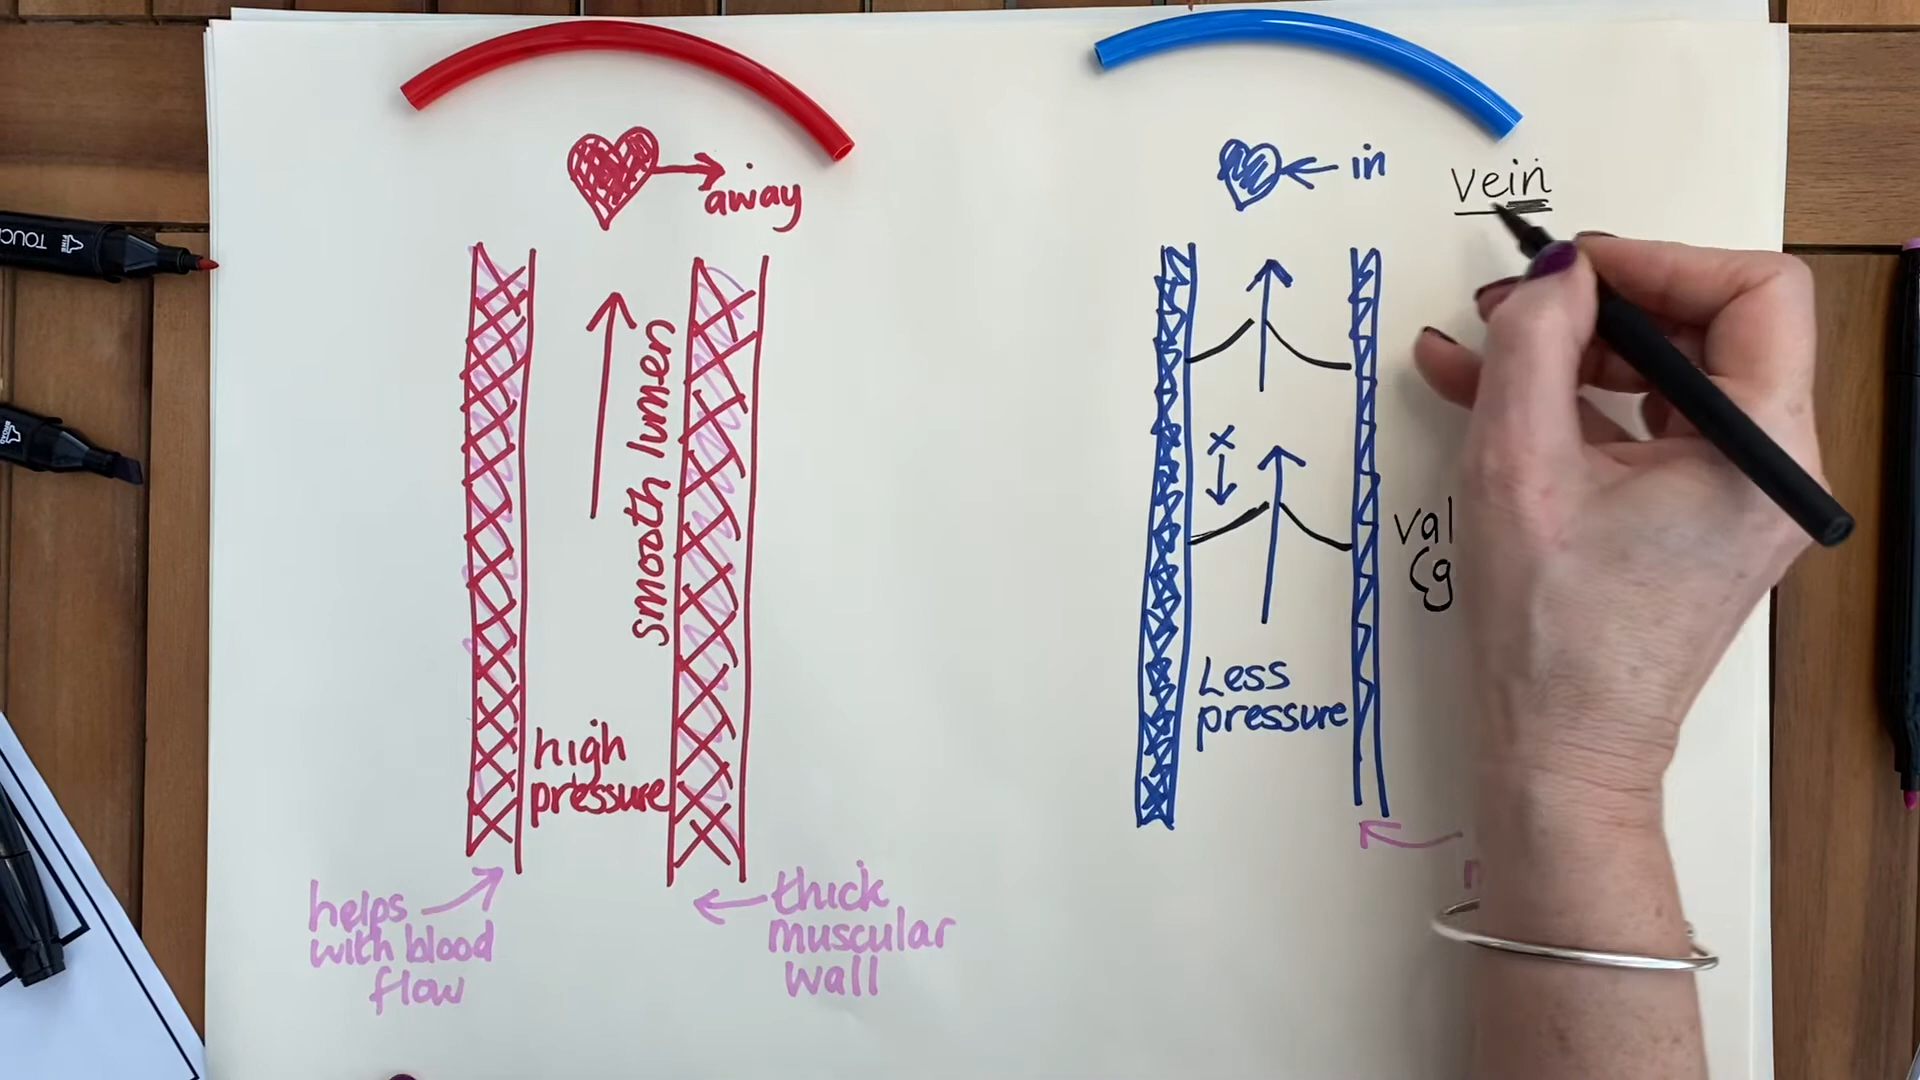 away
smooth lumen
high
pressure
helps
with blood
flow
thick
muscular
wall
in
vein
Less
pressure
x
TOUCH